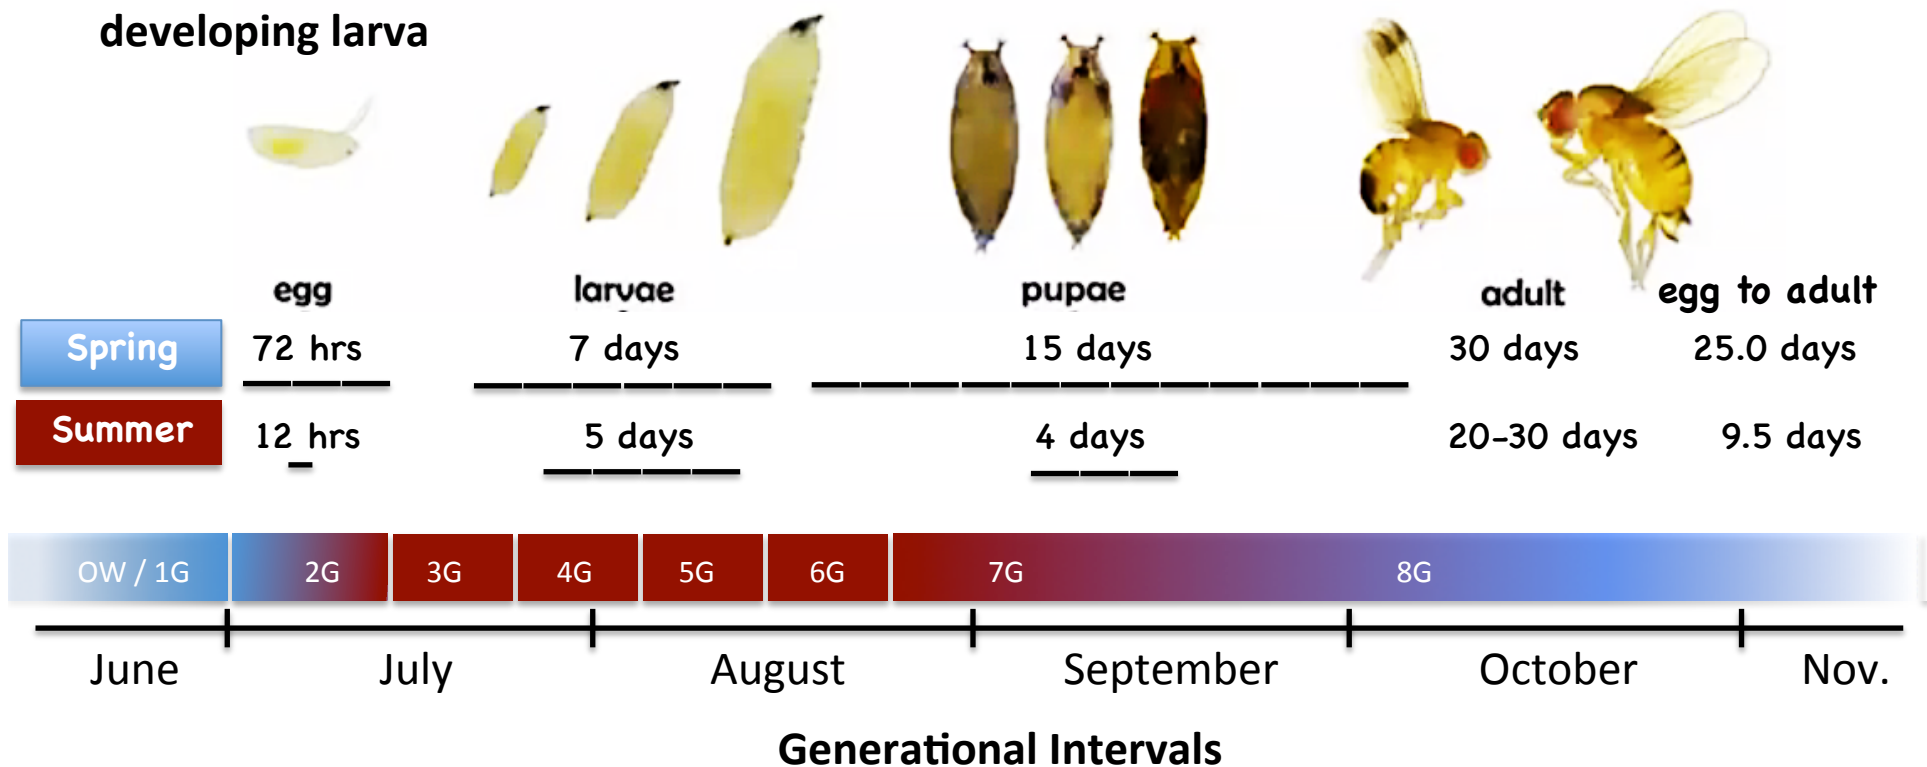 developing larva
egg larvae pupae adult egg to adult
Spring 72 hrs 7 days 15 days 30 days 25.0 days
Summer 12 hrs 5 days 4 days 20-30 days 9.5 days
OW / 1G 2G 3G 4G 5G 6G 7G 8G
June July August September October Nov.
Generational Intervals